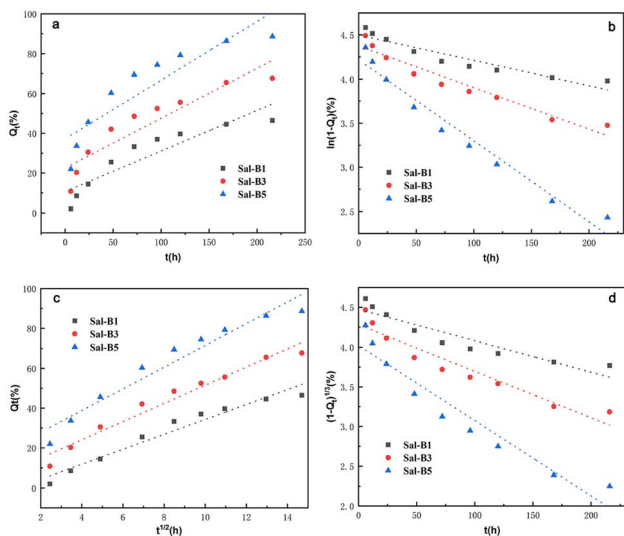 a
100
80
60
40
20
0
Qt(%)
Sal-B1
Sal-B3
Sal-B5
0 50 100 150 200 250
t(h)
b
4.5
4.0
3.5
3.0
2.5
ln(1-Qt)(%)
Sal-B1
Sal-B3
Sal-B5
0 50 100 150 200
t(h)
c
100
80
60
40
20
0
Qt(%)
Sal-B1
Sal-B3
Sal-B5
2 4 6 8 10 12 14
t1/2(h)
d
5.0
4.5
4.0
3.5
3.0
2.5
2.0
(1-Qt)1/3(%)
Sal-B1
Sal-B3
Sal-B5
0 50 100 150 200
t(h)